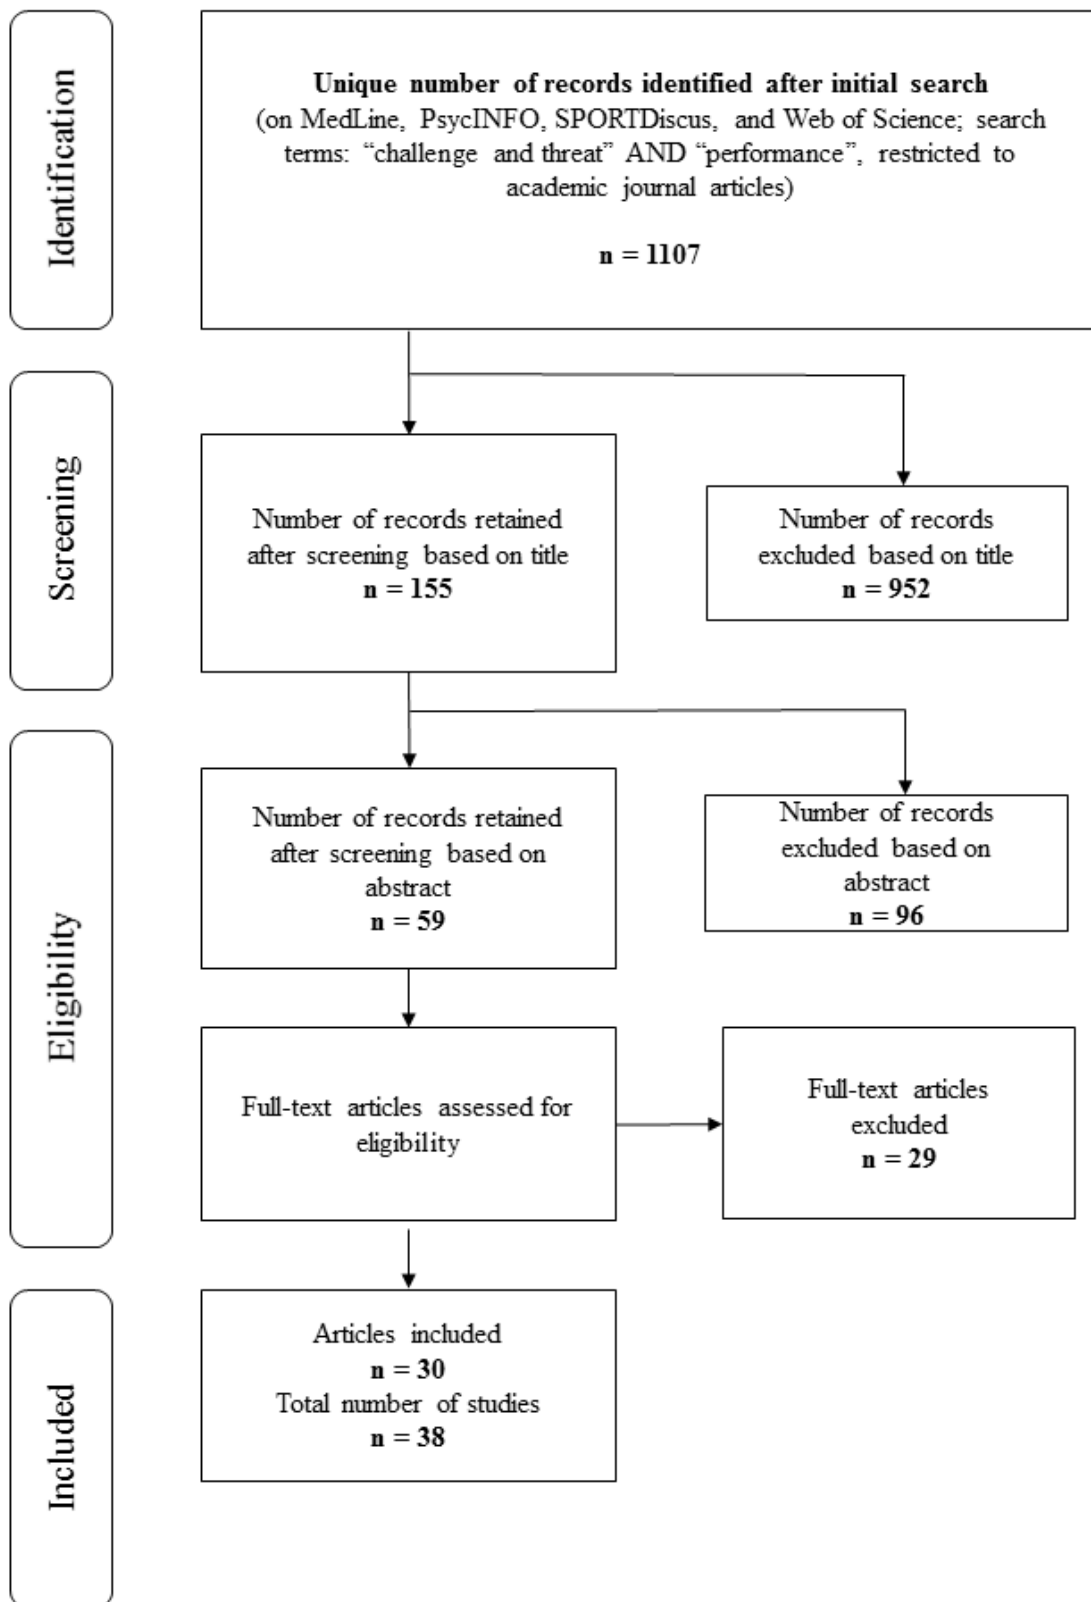 Identification
Unique number of records identified after initial search
(on MedLine, PsycINFO, SPORTDiscus, and Web of Science; search
terms: “challenge and threat” AND “performance”, restricted to
academic journal articles)
n = 1107
Screening
Number of records retained
after screening based on title
n = 155
Number of records
excluded based on title
n = 952
Eligibility
Number of records retained
after screening based on
abstract
n = 59
Number of records
excluded based on
abstract
n = 96
Full-text articles assessed for
eligibility
Full-text articles
excluded
n = 29
Included
Articles included
n = 30
Total number of studies
n = 38